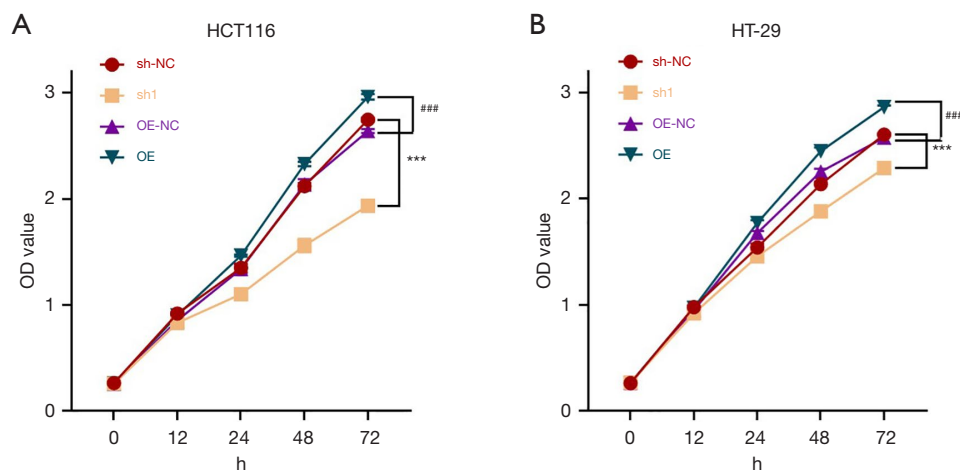 A
HCT116
sh-NC
sh1
OE-NC
OE
3
2
1
0
OD value
0 12 24 48 72
h
###
***
B
HT-29
sh-NC
sh1
OE-NC
OE
3
2
1
0
OD value
0 12 24 48 72
h
###
***